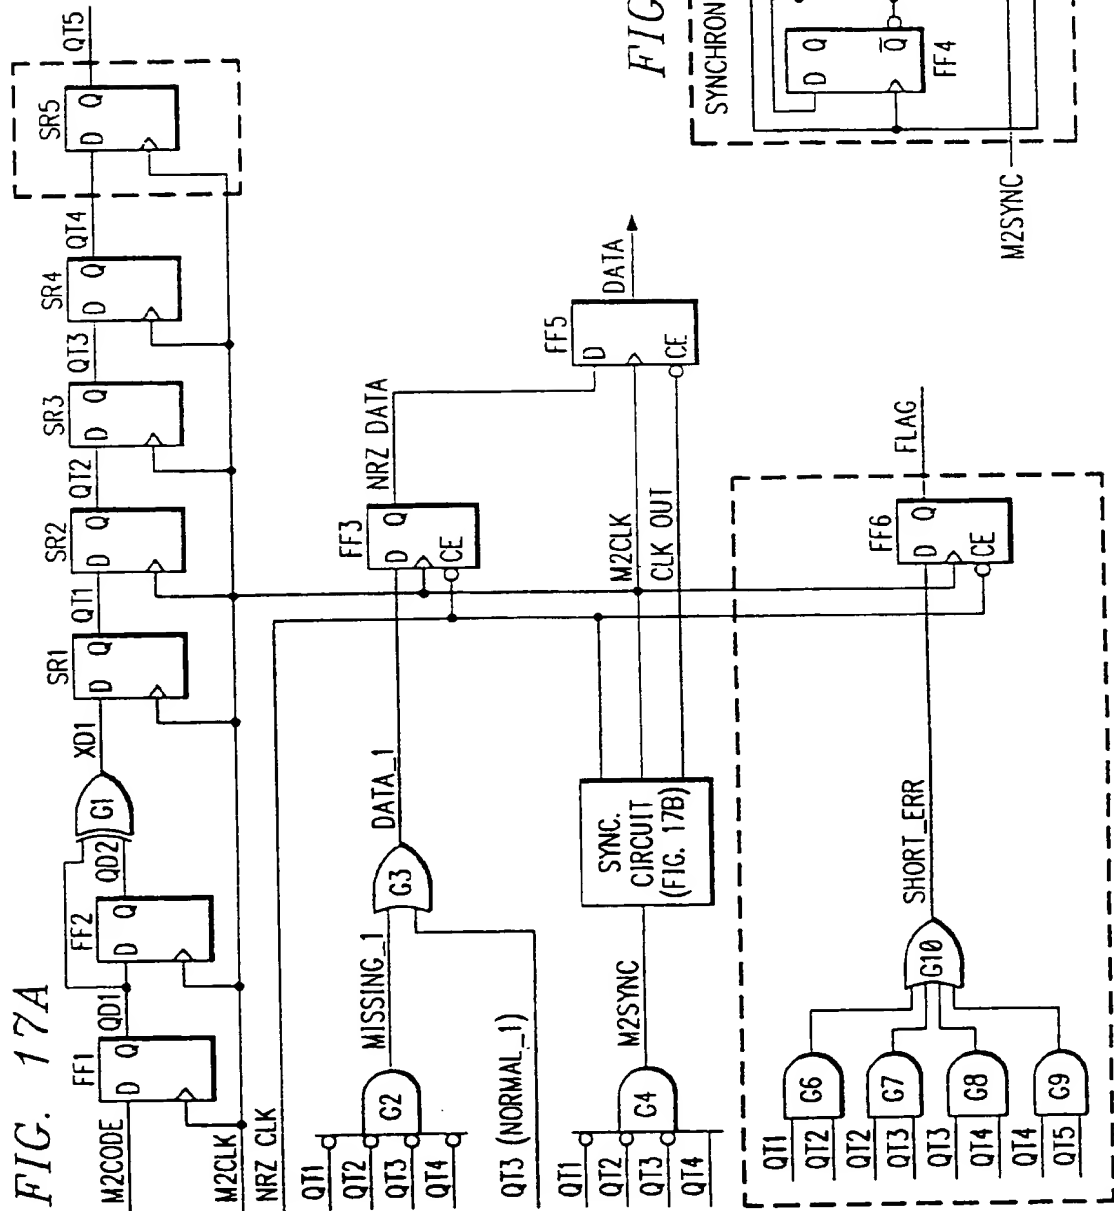 FIG. 17A
M2CODE
FF1
D Q
QD1
FF2
D Q
QD2
G1
XD1
SR1
D Q
QT1
SR2
D Q
QT2
SR3
D Q
QT3
SR4
D Q
QT4
SR5
D Q
QT5
M2CLK
NRZ CLK
QT1
QT2
QT3
QT4
G2
MISSING_1
QT3 (NORMAL_1)
G3
DATA_1
FF3
D Q
CE
NRZ DATA
FF5
D
CE
DATA
QT1
QT2
QT3
QT4
G4
M2SYNC
SYNC.
CIRCUIT
(FIG. 17B)
M2CLK
CLK OUT
QT1
QT2
G6
QT2
QT3
G7
QT3
QT4
G8
QT4
QT5
G9
G10
SHORT_ERR
FF6
D Q
CE
FLAG
FIG
SYNCHRON
D Q
Q̅
FF4
M2SYNC